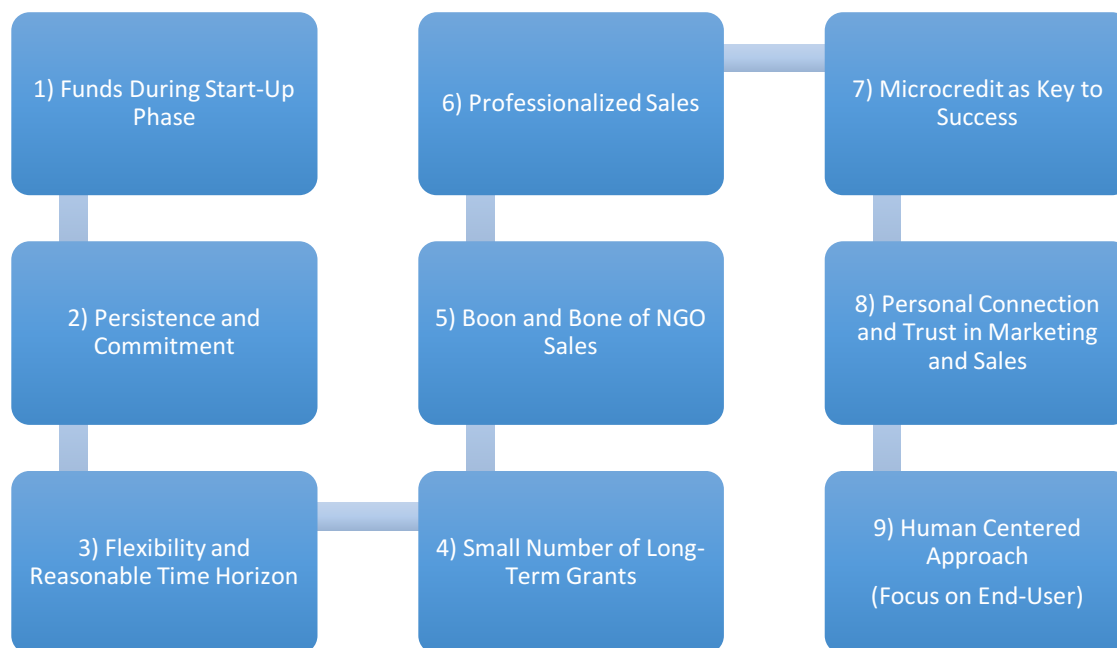 1) Funds During Start-Up
Phase
2) Persistence and
Commitment
3) Flexibility and
Reasonable Time Horizon
4) Small Number of Long-
Term Grants
5) Boon and Bone of NGO
Sales
6) Professionalized Sales
7) Microcredit as Key to
Success
8) Personal Connection
and Trust in Marketing
and Sales
9) Human Centered
Approach
(Focus on End-User)